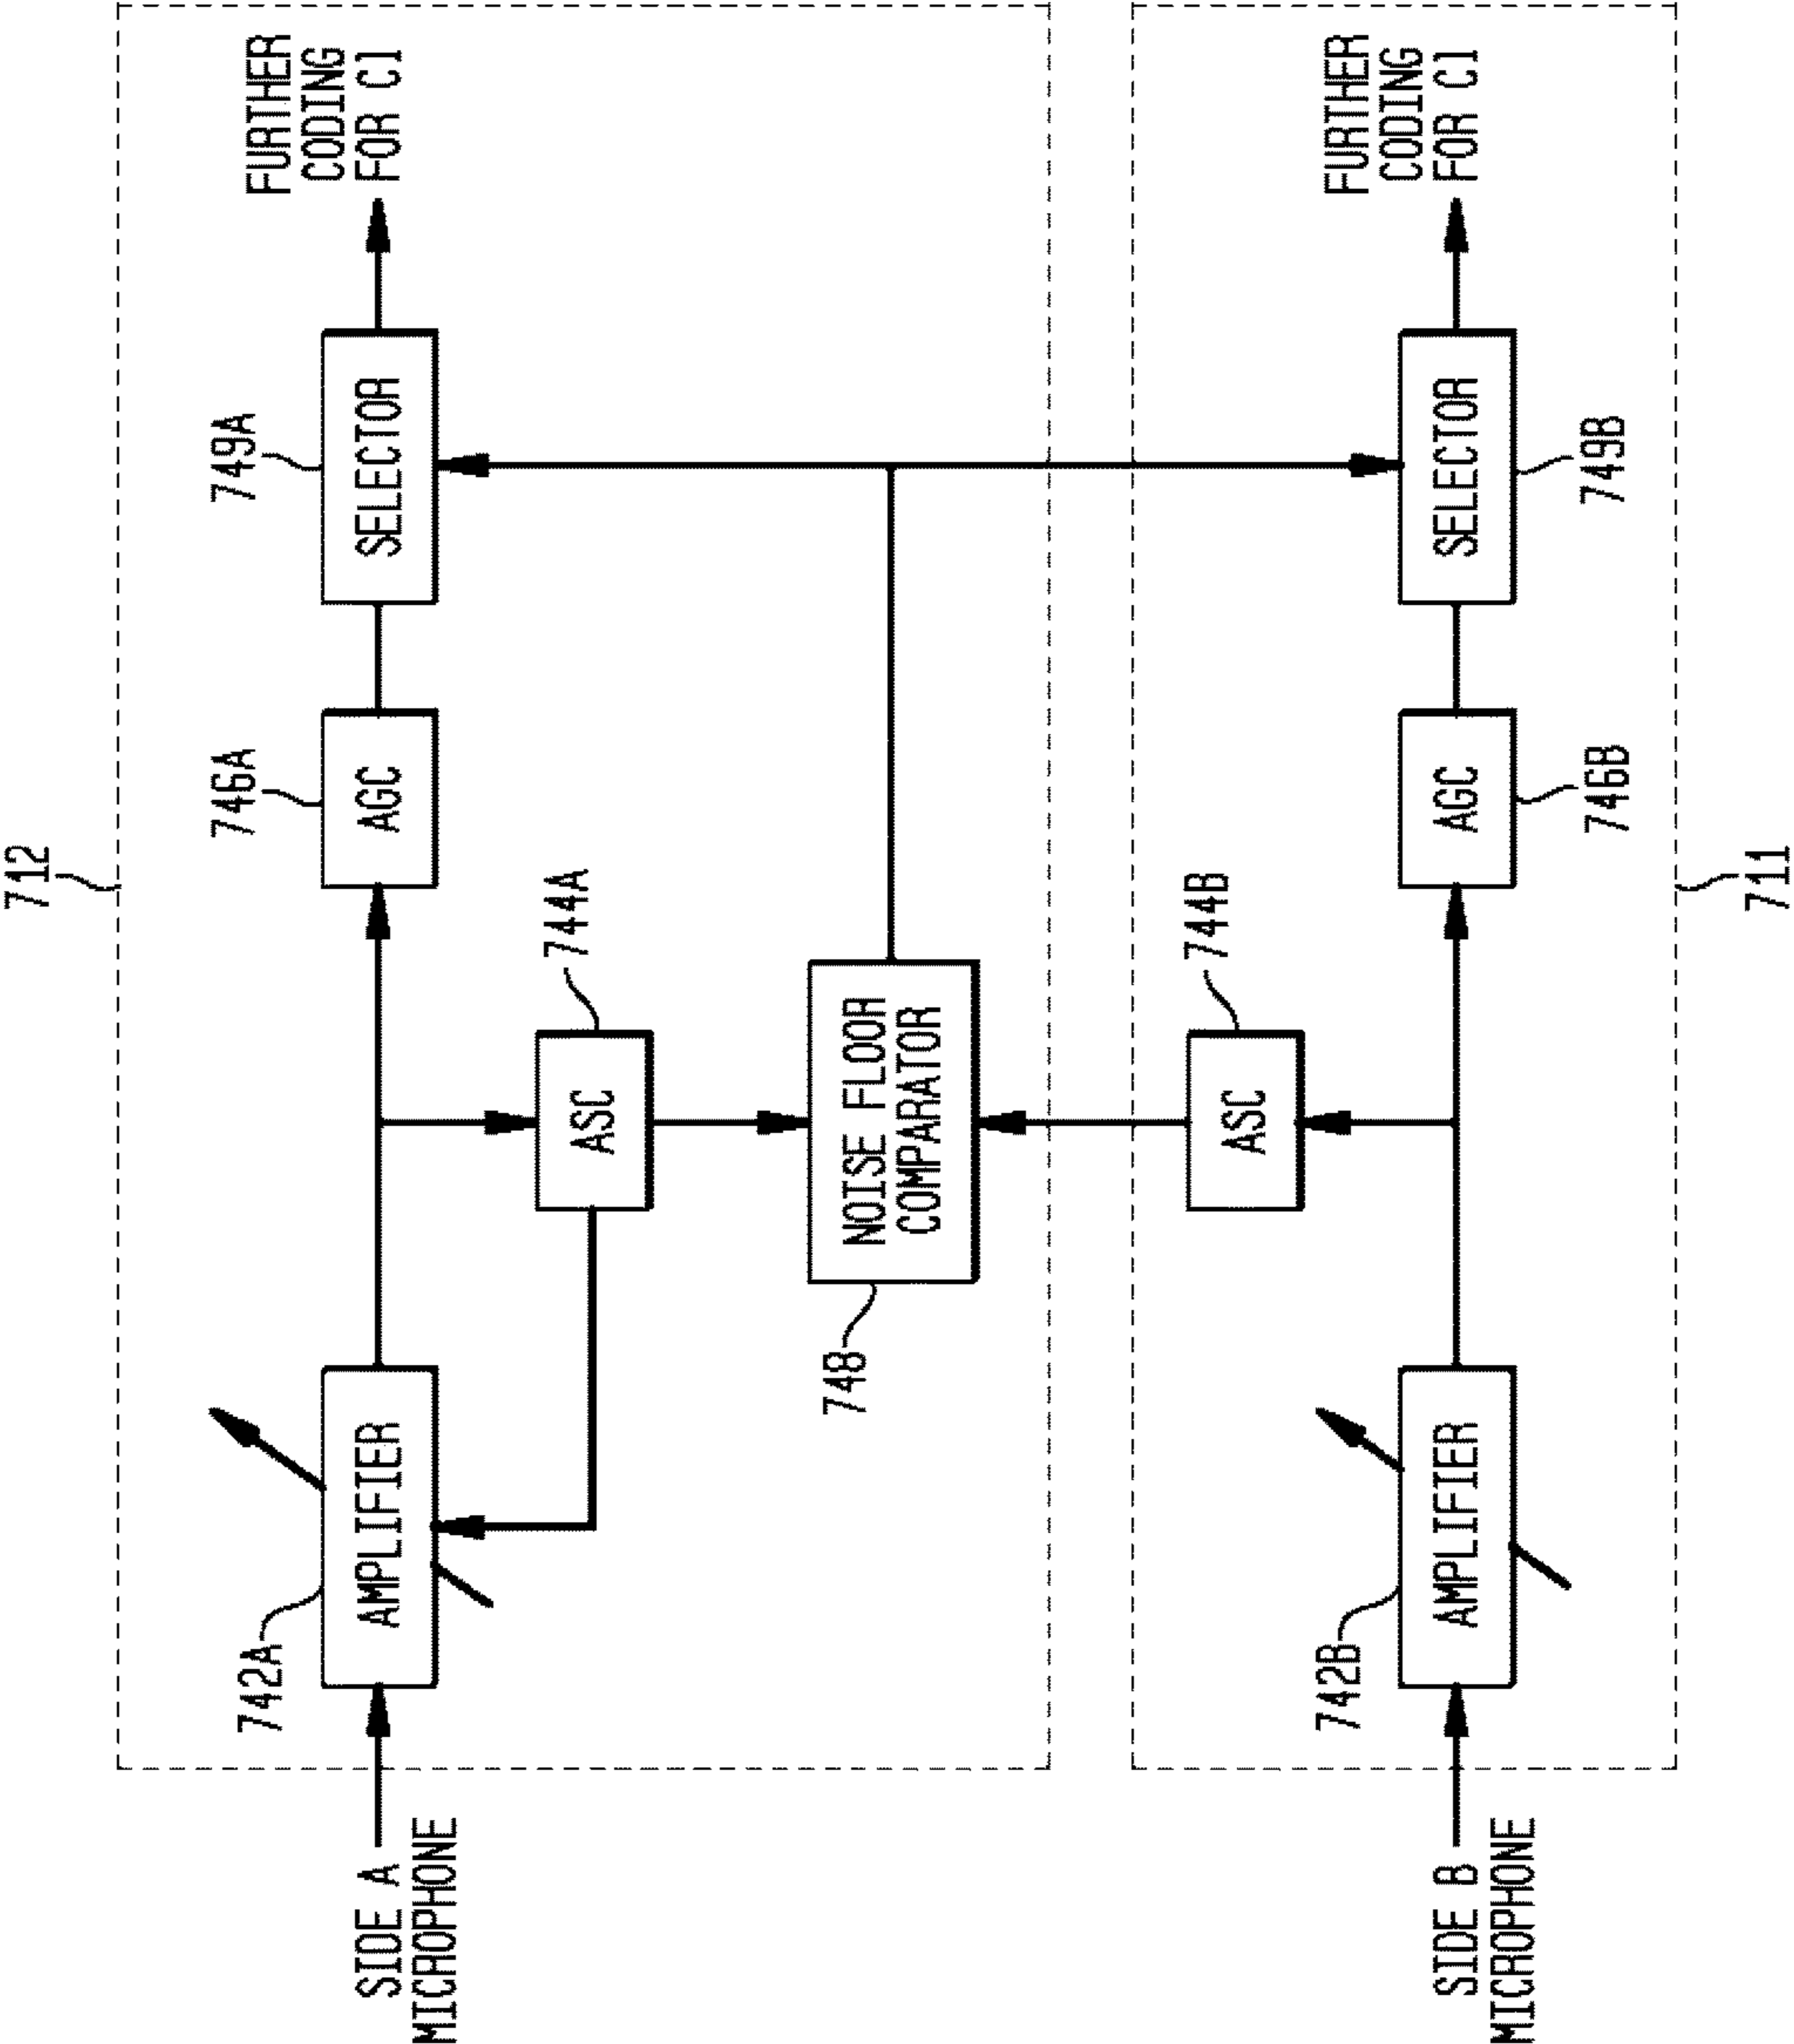 712
SIDE A
MICROPHONE
742A
AMPLIFIER
746A
AGC
749A
SELECTOR
FURTHER
CODING
FOR CI
744A
ASC
748
NOISE FLOOR
COMPARATOR
744B
ASC
SIDE B
MICROPHONE
742B
AMPLIFIER
AGC
746B
SELECTOR
749B
FURTHER
CODING
FOR CI
711